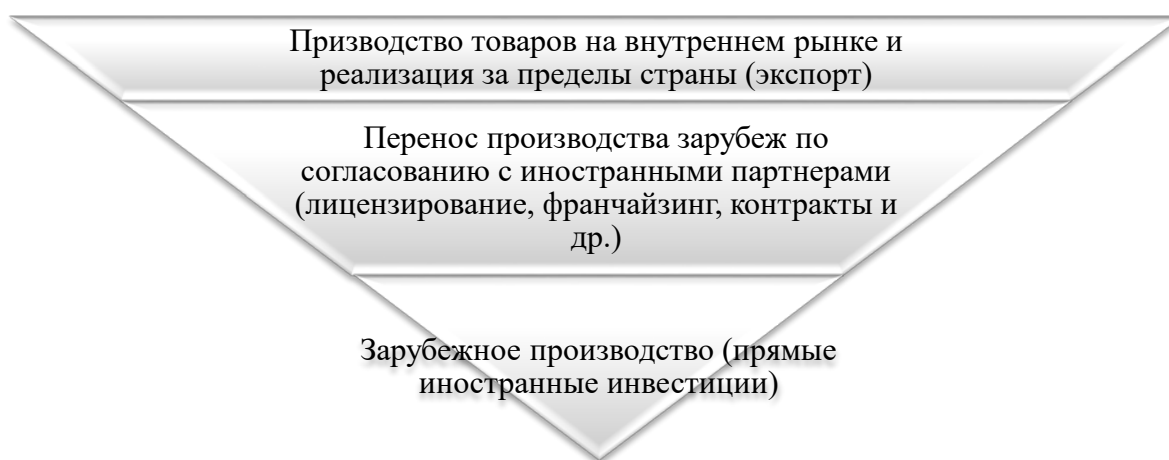 Призводство товаров на внутреннем рынке и
реализация за пределы страны (экспорт)
Перенос производства зарубеж по
согласованию с иностранными партнерами
(лицензирование, франчайзинг, контракты и
др.)
Зарубежное производство (прямые
иностранные инвестиции)